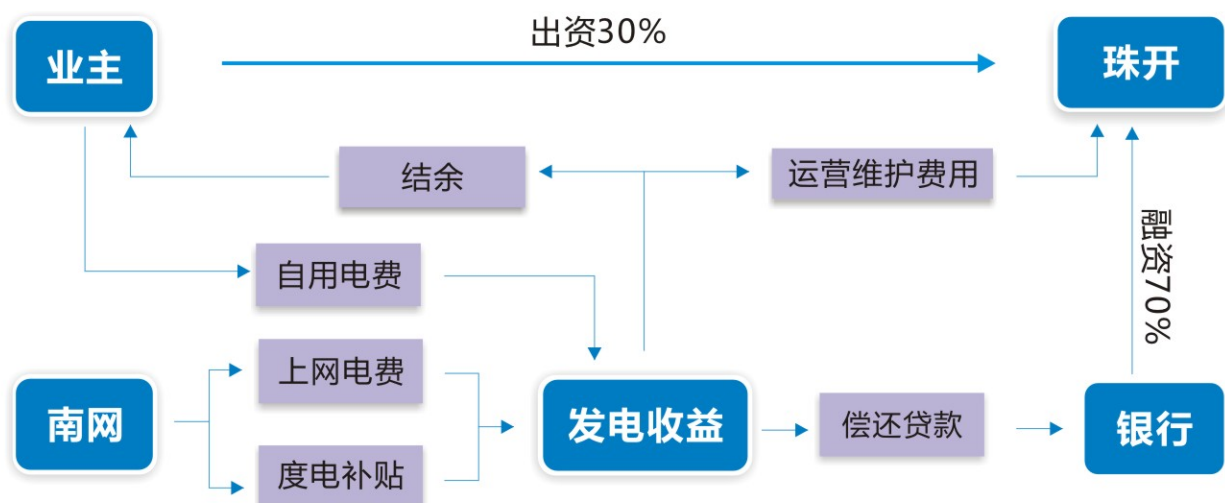 出资30%
业主
珠开
结余
运营维护费用
融资70%
自用电费
上网电费
南网
发电收益
偿还贷款
银行
度电补贴